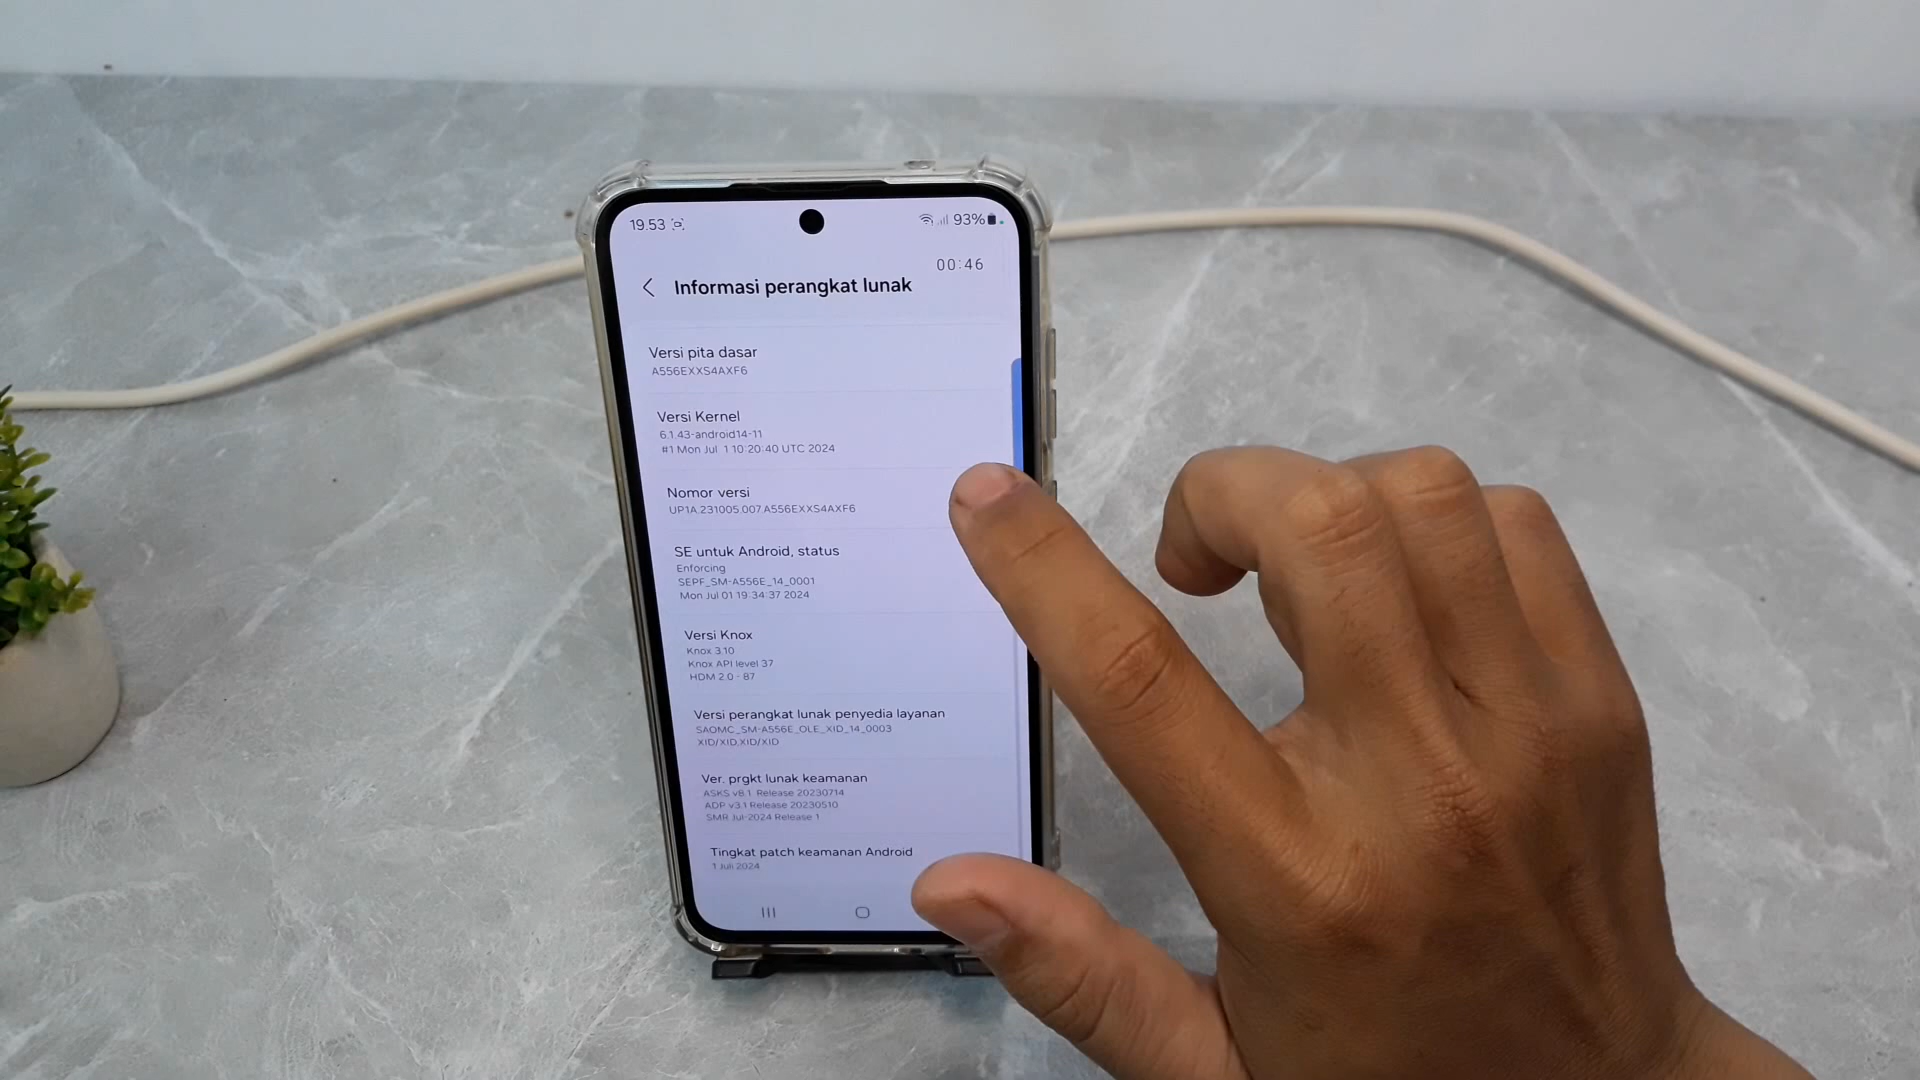 19.53
93%
00:46
Informasi perangkat lunak
Versi pita dasar
A556EXXS4AXF6
Versi Kernel
6.1.43-android14-11
#1 Mon Jul 1 10:20:40 UTC 2024
Nomor versi
UP1A.231005.007.A556EXXS4AXF6
SE untuk Android, status
Enforcing
SEPF_SM-A556E_14_0001
Mon Jul 01 19:34:37 2024
Versi Knox
Knox 3.10
Knox API level 37
HDM 2.0 - 87
Versi perangkat lunak penyedia layanan
SAOMC_SM-A556E_OLE_XID_14_0003
XID/XID,XID/XID
Ver. prgkt lunak keamanan
ASKS v8.1. Release 20230714
ADP v3.1 Release 20230510
SMR Jul-2024 Release 1
Tingkat patch keamanan Android
1 Juli 2024